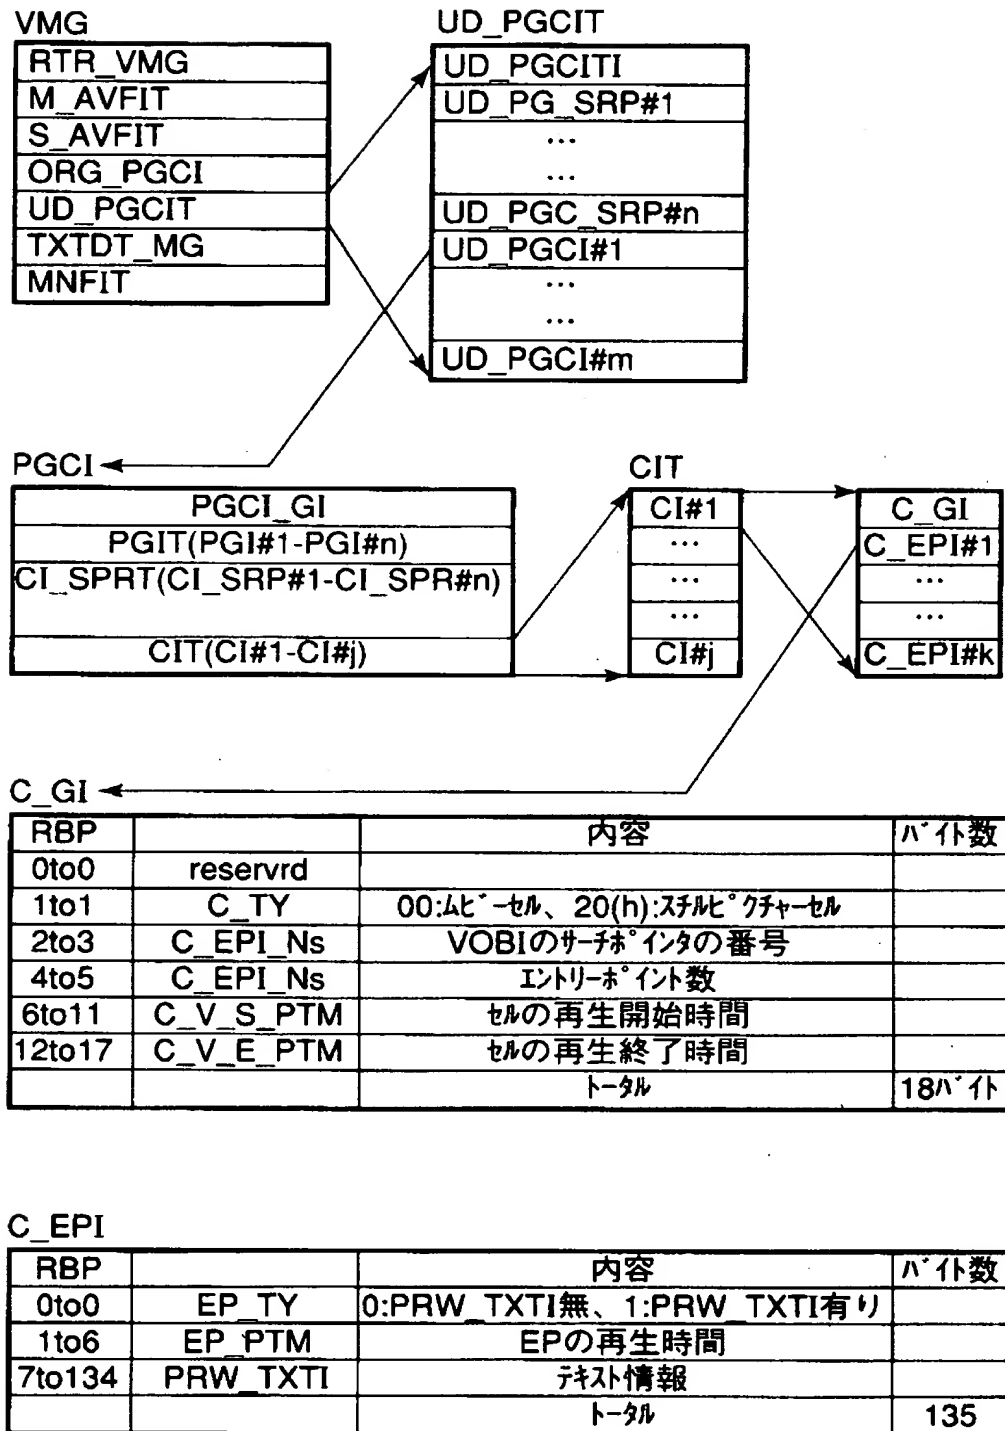 VMG
RTR_VMG
M_AVFIT
S_AVFIT
ORG_PGCI
UD_PGCIT
TXTDT_MG
MNFIT
UD_PGCIT
UD_PGCITI
UD_PG_SRP#1
...
...
UD_PGC_SRP#n
UD_PGCI#1
...
...
UD_PGCI#m
PGCI
PGCI_GI
PGIT(PGI#1-PGI#n)
CI_SPRT(CI_SRP#1-CI_SPR#n)
CIT(CI#1-CI#j)
CIT
CI#1
...
...
...
CI#j
C_GI
C_EPI#1
...
...
C_EPI#k
C_GI
RBP 内容 ﾊﾞｲﾄ数
0to0 reservrd
1to1 C_TY 00:ﾑﾋﾞｰｾﾙ、20(h):ｽﾁﾙﾋﾟｸﾁｬｰｾﾙ
2to3 C_EPI_Ns VOBIのｻｰﾁﾎﾟｲﾝﾀの番号
4to5 C_EPI_Ns ｴﾝﾄﾘｰﾎﾟｲﾝﾄ数
6to11 C_V_S_PTM ｾﾙの再生開始時間
12to17 C_V_E_PTM ｾﾙの再生終了時間
ﾄｰﾀﾙ 18ﾊﾞｲﾄ
C_EPI
RBP 内容 ﾊﾞｲﾄ数
0to0 EP_TY 0:PRW_TXTI無、1:PRW_TXTI有り
1to6 EP_PTM EPの再生時間
7to134 PRW_TXTI ﾃｷｽﾄ情報
ﾄｰﾀﾙ 135